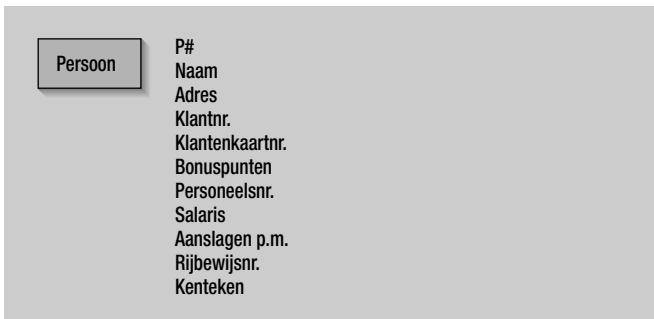 Persoon
P#
Naam
Adres
Klantnr.
Klantenkaartnr.
Bonuspunten
Personeelsnr.
Salaris
Aanslagen p.m.
Rijbewijsnr.
Kenteken